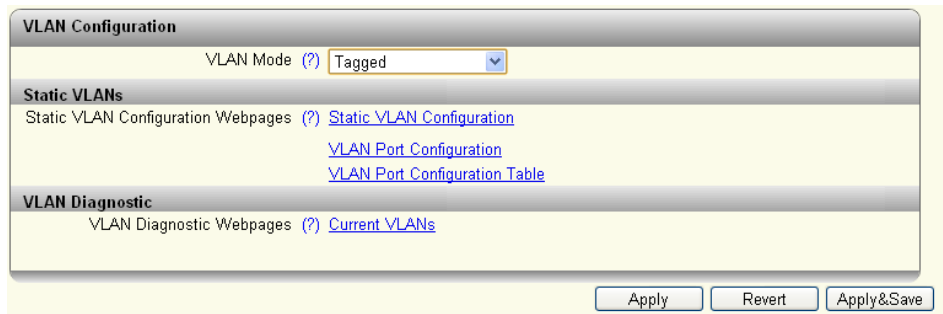 VLAN Configuration
VLAN Mode (?) Tagged
Static VLANs
Static VLAN Configuration Webpages (?) Static VLAN Configuration
VLAN Port Configuration
VLAN Port Configuration Table
VLAN Diagnostic
VLAN Diagnostic Webpages (?) Current VLANs
Apply Revert Apply&Save